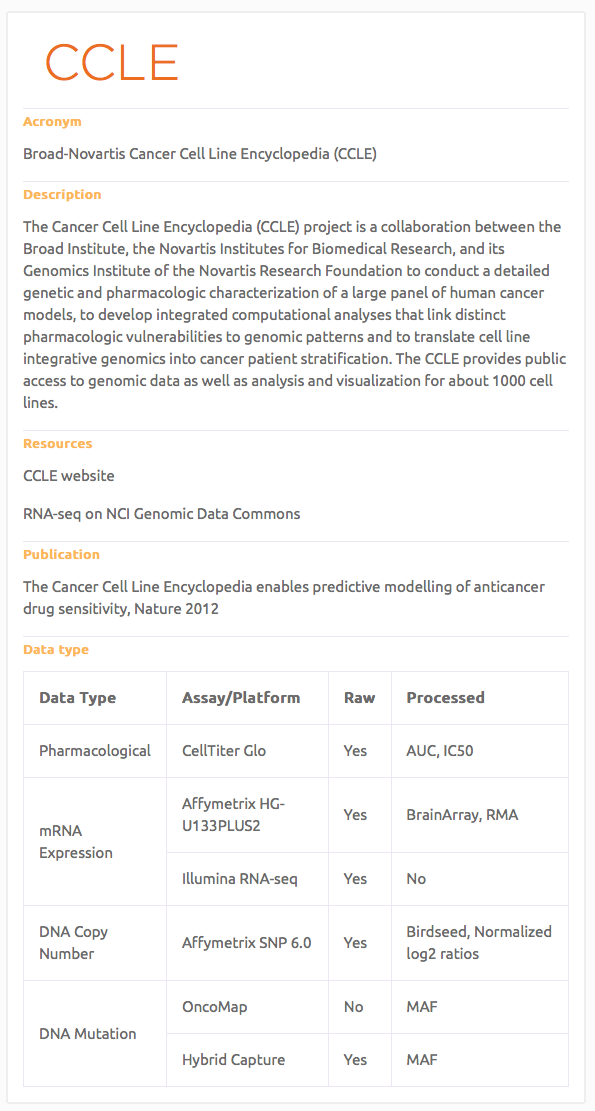 CCLE
Acronym
Broad-Novartis Cancer Cell Line Encyclopedia (CCLE)
Description
The Cancer Cell Line Encyclopedia (CCLE) project is a collaboration between the
Broad Institute, the Novartis Institutes for Biomedical Research, and its
Genomics Institute of the Novartis Research Foundation to conduct a detailed
genetic and pharmacologic characterization of a large panel of human cancer
models, to develop integrated computational analyses that link distinct
pharmacologic vulnerabilities to genomic patterns and to translate cell line
integrative genomics into cancer patient stratification. The CCLE provides public
access to genomic data as well as analysis and visualization for about 1000 cell
lines.
Resources
CCLE website
RNA-seq on NCI Genomic Data Commons
Publication
The Cancer Cell Line Encyclopedia enables predictive modelling of anticancer
drug sensitivity, Nature 2012
Data type
Data Type Assay/Platform Raw Processed
Pharmacological CellTiter Glo Yes AUC, IC50
mRNA
Expression
Affymetrix HG-
U133PLUS2
Yes BrainArray, RMA
Illumina RNA-seq Yes No
DNA Copy
Number
Affymetrix SNP 6.0 Yes
Birdseed, Normalized
log2 ratios
DNA Mutation
OncoMap No MAF
Hybrid Capture Yes MAF